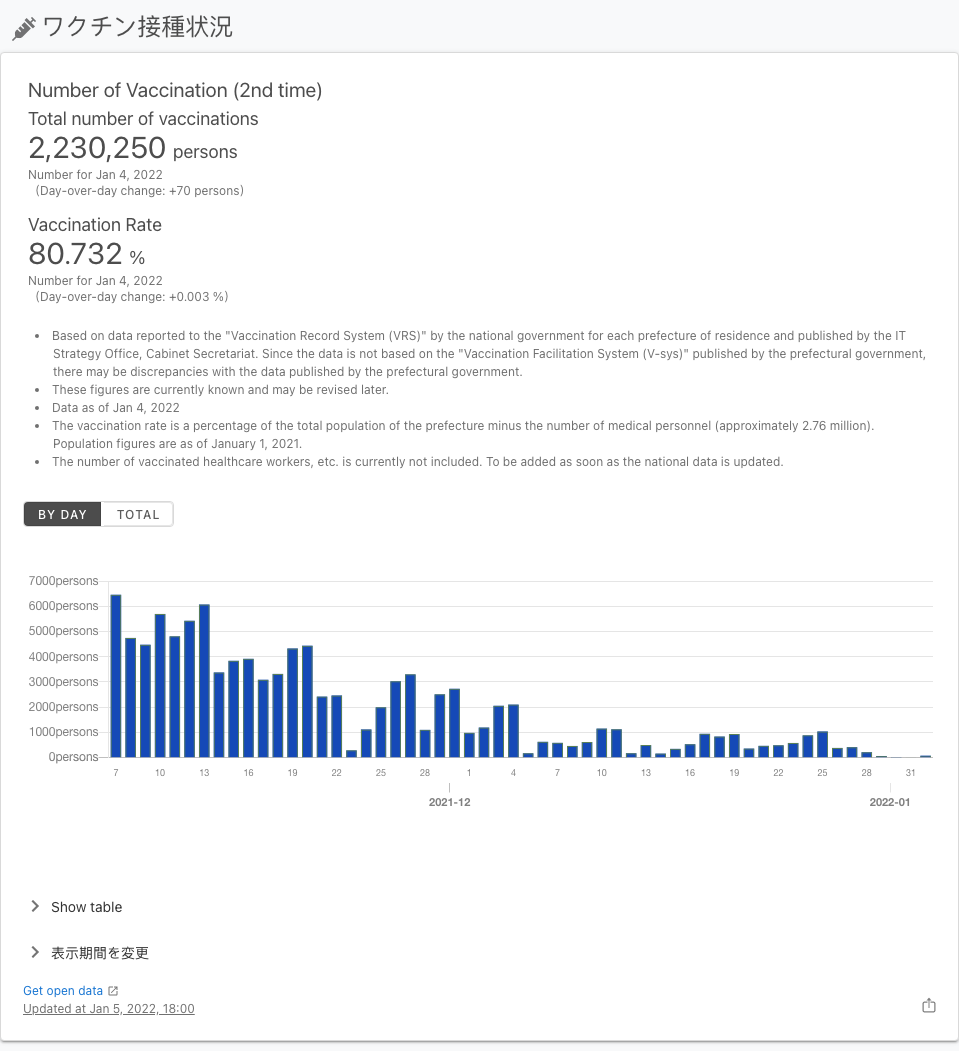 ワクチン接種状況
Number of Vaccination (2nd time)
Total number of vaccinations
2,230,250 persons
Number for Jan 4, 2022
(Day-over-day change: +70 persons)
Vaccination Rate
80.732 %
Number for Jan 4, 2022
(Day-over-day change: +0.003 %)
• Based on data reported to the "Vaccination Record System (VRS)" by the national government for each prefecture of residence and published by the IT
Strategy Office, Cabinet Secretariat. Since the data is not based on the "Vaccination Facilitation System (V-sys)" published by the prefectural government,
there may be discrepancies with the data published by the prefectural government.
• These figures are currently known and may be revised later.
• Data as of Jan 4, 2022
• The vaccination rate is a percentage of the total population of the prefecture minus the number of medical personnel (approximately 2.76 million).
Population figures are as of January 1, 2021.
• The number of vaccinated healthcare workers, etc. is currently not included. To be added as soon as the national data is updated.
BY DAY TOTAL
7000persons
6000persons
5000persons
4000persons
3000persons
2000persons
1000persons
0persons
7 10 13 16 19 22 25 28 1 4 7 10 13 16 19 22 25 28 31
2021-12 2022-01
Show table
表示期間を変更
Get open data
Updated at Jan 5, 2022, 18:00